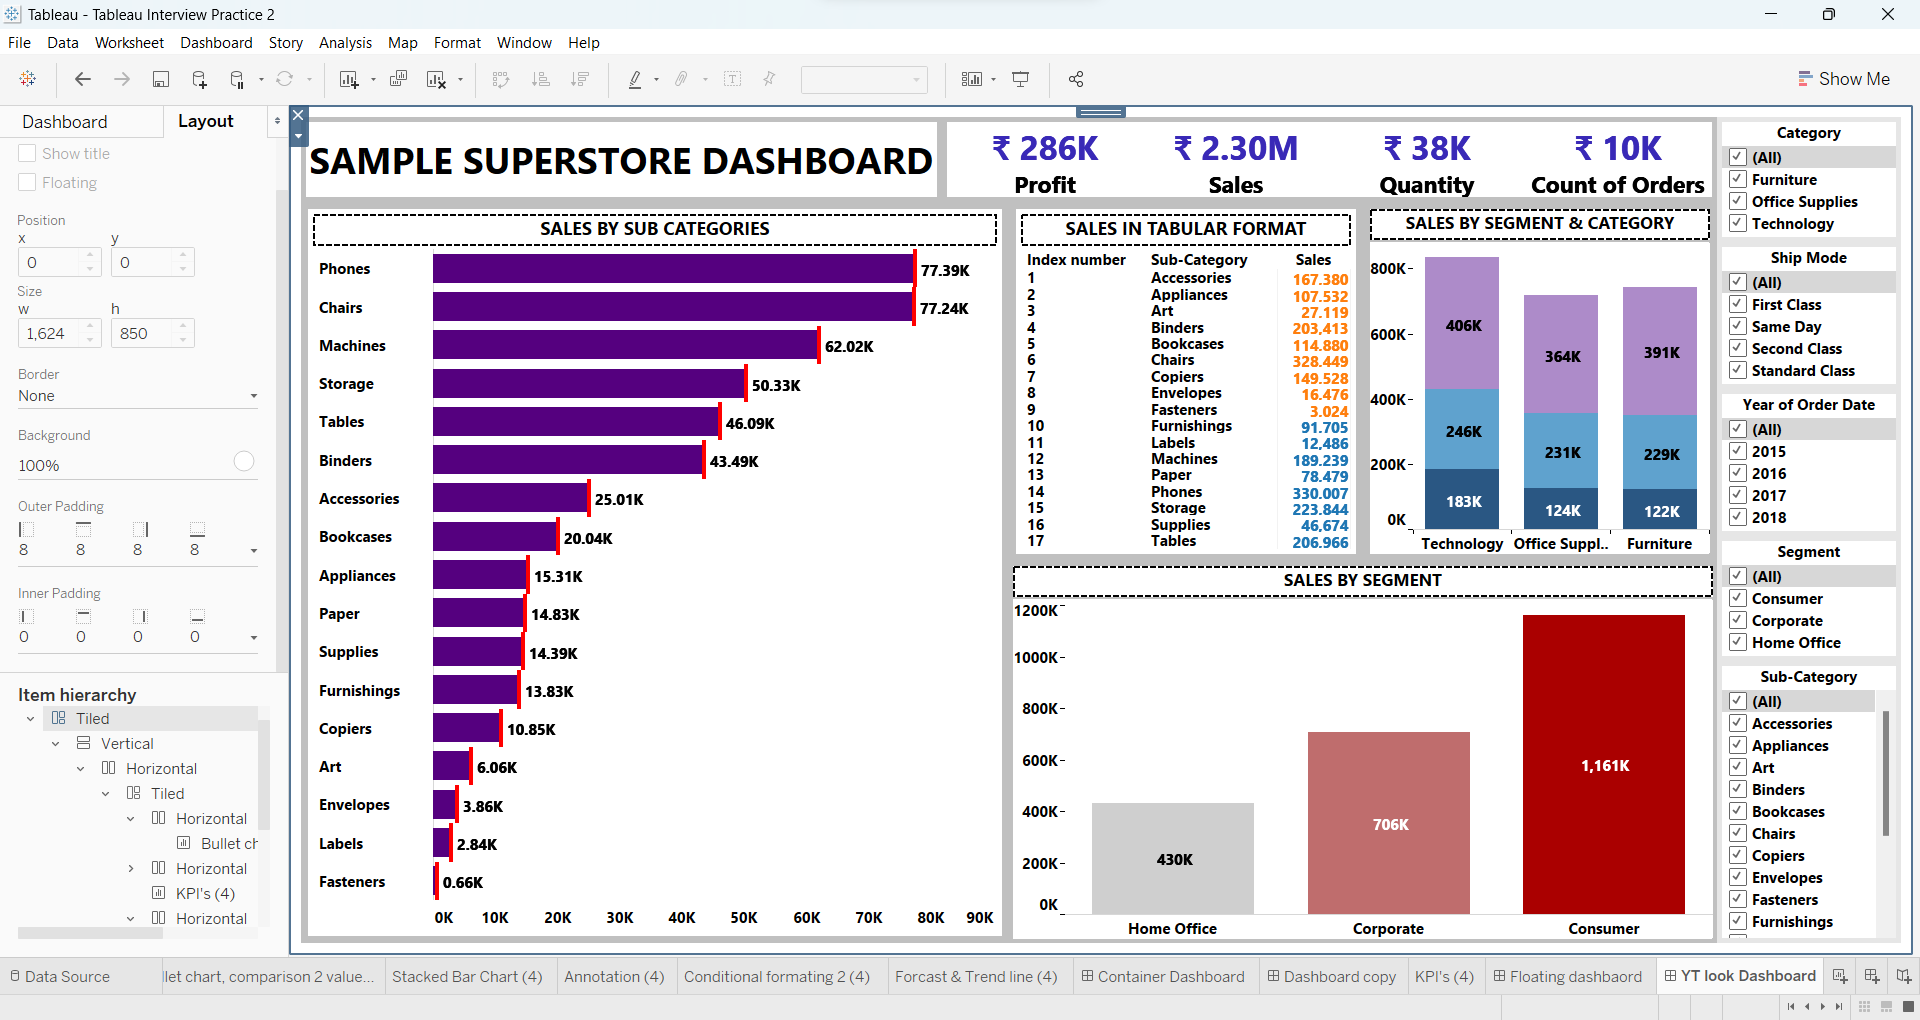 Tableau - Tableau Interview Practice 2
File Data Worksheet Dashboard Story Analysis Map Format Window Help
Show Me
Dashboard Layout
Show title
Floating
Position
x y
0 0
Size
w h
1,624 850
Border
None
Background
100%
Outer Padding
8 8 8 8
Inner Padding
0 0 0 0
Item hierarchy
Tiled
Vertical
Horizontal
Tiled
Horizontal
Bullet ch
Horizontal
KPI's (4)
Horizontal
SAMPLE SUPERSTORE DASHBOARD
₹ 286K ₹ 2.30M ₹ 38K ₹ 10K
Profit Sales Quantity Count of Orders
SALES BY SUB CATEGORIES
Phones 77.39K
Chairs 77.24K
Machines 62.02K
Storage 50.33K
Tables 46.09K
Binders 43.49K
Accessories 25.01K
Bookcases 20.04K
Appliances 15.31K
Paper 14.83K
Supplies 14.39K
Furnishings 13.83K
Copiers 10.85K
Art 6.06K
Envelopes 3.86K
Labels 2.84K
Fasteners 0.66K
0K 10K 20K 30K 40K 50K 60K 70K 80K 90K
SALES IN TABULAR FORMAT
Index number Sub-Category Sales
1 Accessories 167.380
2 Appliances 107.532
3 Art 27.119
4 Binders 203,413
5 Bookcases 114.880
6 Chairs 328.449
7 Copiers 149.528
8 Envelopes 16.476
9 Fasteners 3.024
10 Furnishings 91.705
11 Labels 12,486
12 Machines 189.239
13 Paper 78.479
14 Phones 330.007
15 Storage 223.844
16 Supplies 46,674
17 Tables 206.966
SALES BY SEGMENT & CATEGORY
800K
600K
400K
200K
0K
406K 364K 391K
246K 231K 229K
183K 124K 122K
Technology Office Suppl.. Furniture
SALES BY SEGMENT
1200K
1000K
800K
600K
400K
200K
0K
430K 706K 1,161K
Home Office Corporate Consumer
Category
(All)
Furniture
Office Supplies
Technology
Ship Mode
(All)
First Class
Same Day
Second Class
Standard Class
Year of Order Date
(All)
2015
2016
2017
2018
Segment
(All)
Consumer
Corporate
Home Office
Sub-Category
(All)
Accessories
Appliances
Art
Binders
Bookcases
Chairs
Copiers
Envelopes
Fasteners
Furnishings
Data Source llet chart, comparison 2 value... Stacked Bar Chart (4) Annotation (4) Conditional formating 2 (4) Forcast & Trend line (4) Container Dashboard Dashboard copy KPI's (4) Floating dashbaord YT look Dashboard